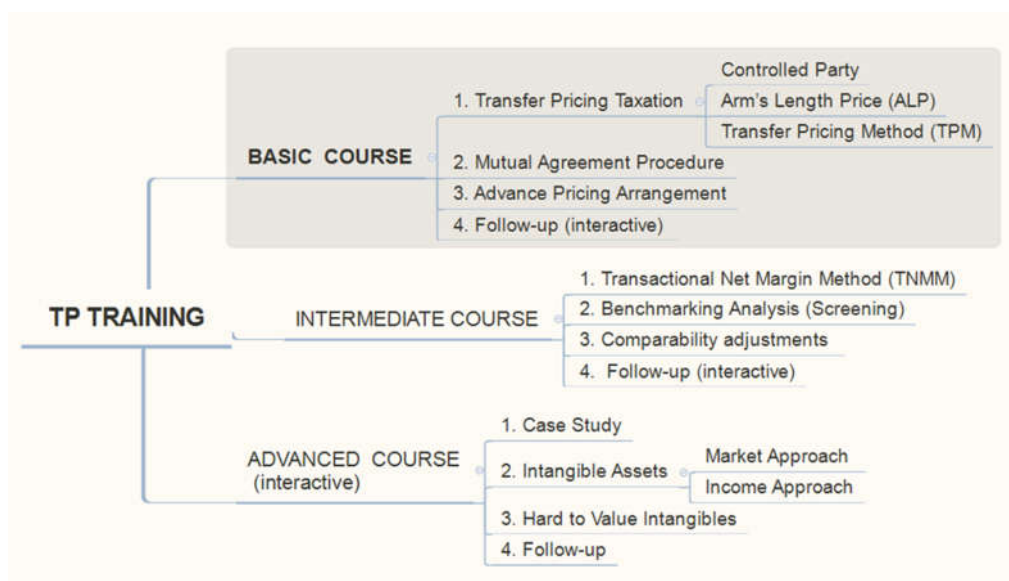 TP TRAINING
BASIC COURSE
1. Transfer Pricing Taxation
Controlled Party
Arm's Length Price (ALP)
Transfer Pricing Method (TPM)
2. Mutual Agreement Procedure
3. Advance Pricing Arrangement
4. Follow-up (interactive)
INTERMEDIATE COURSE
1. Transactional Net Margin Method (TNMM)
2. Benchmarking Analysis (Screening)
3. Comparability adjustments
4. Follow-up (interactive)
ADVANCED COURSE
(interactive)
1. Case Study
2. Intangible Assets
Market Approach
Income Approach
3. Hard to Value Intangibles
4. Follow-up